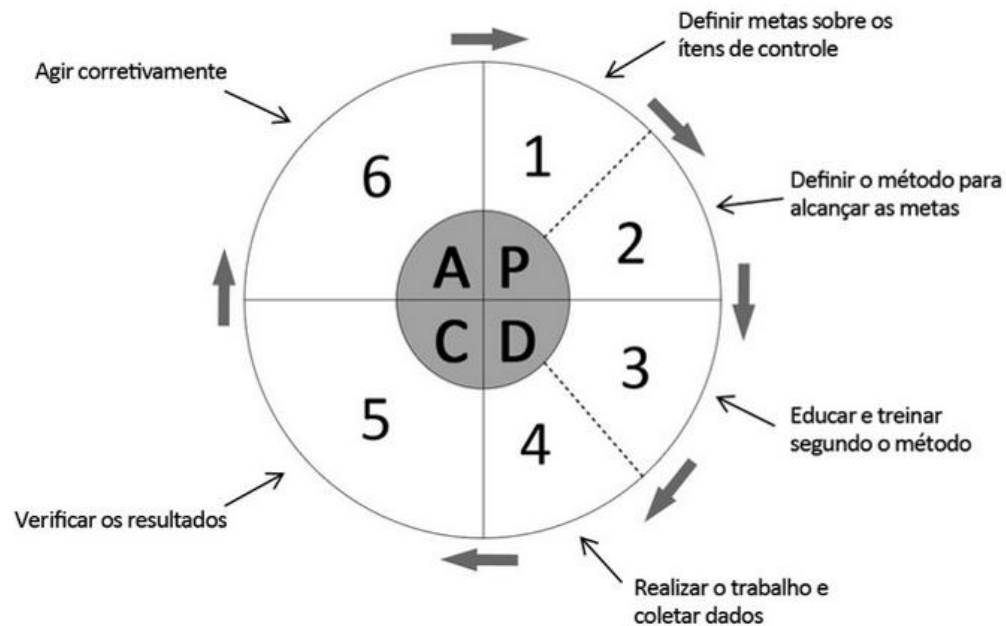 Definir metas sobre os
ítens de controle
Agir corretivamente
6
1
Definir o método para
alcançar as metas
2
A P
C D
3
5
4
Educar e treinar
segundo o método
Verificar os resultados
Realizar o trabalho e
coletar dados